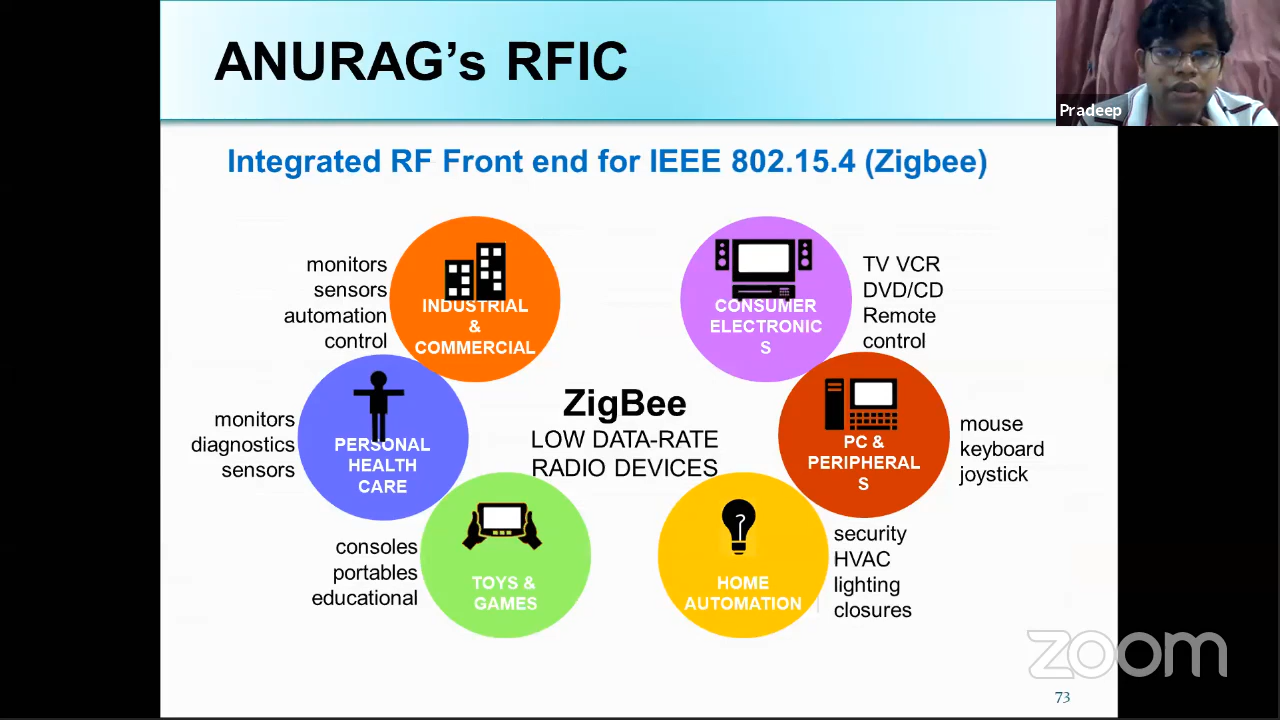 ANURAG's RFIC
Pradeep
Integrated RF Front end for IEEE 802.15.4 (Zigbee)
monitors
sensors
automation
control
INDUSTRIAL
&
COMMERCIAL
CONSUMER
ELECTRONIC
S
TV VCR
DVD/CD
Remote
control
monitors
diagnostics
sensors
PERSONAL
HEALTH
CARE
ZigBee
LOW DATA-RATE
RADIO DEVICES
PC &
PERIPHERAL
S
mouse
keyboard
joystick
consoles
portables
educational
TOYS &
GAMES
HOME
AUTOMATION
security
HVAC
lighting
closures
zoom
73